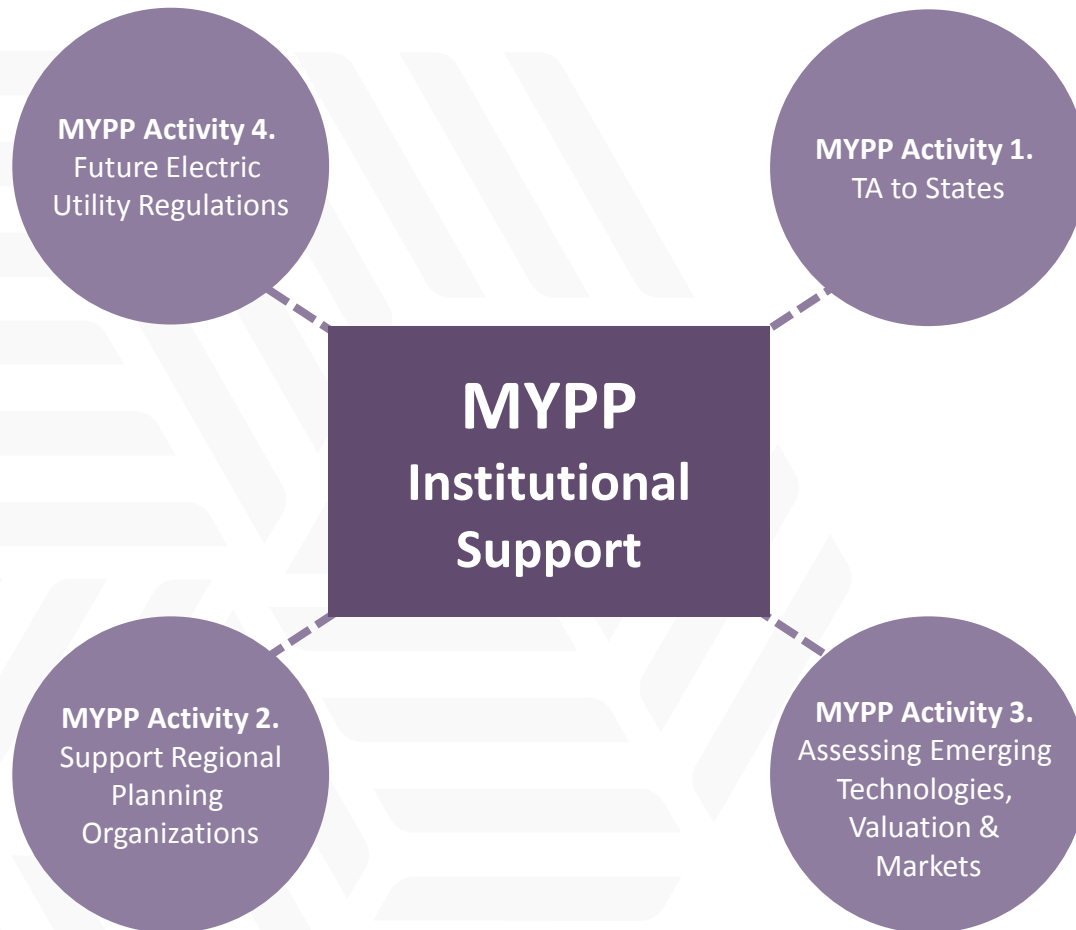 MYPP Activity 4.
Future Electric
Utility Regulations
MYPP Activity 1.
TA to States
MYPP
Institutional
Support
MYPP Activity 2.
Support Regional
Planning
Organizations
MYPP Activity 3.
Assessing Emerging
Technologies,
Valuation &
Markets